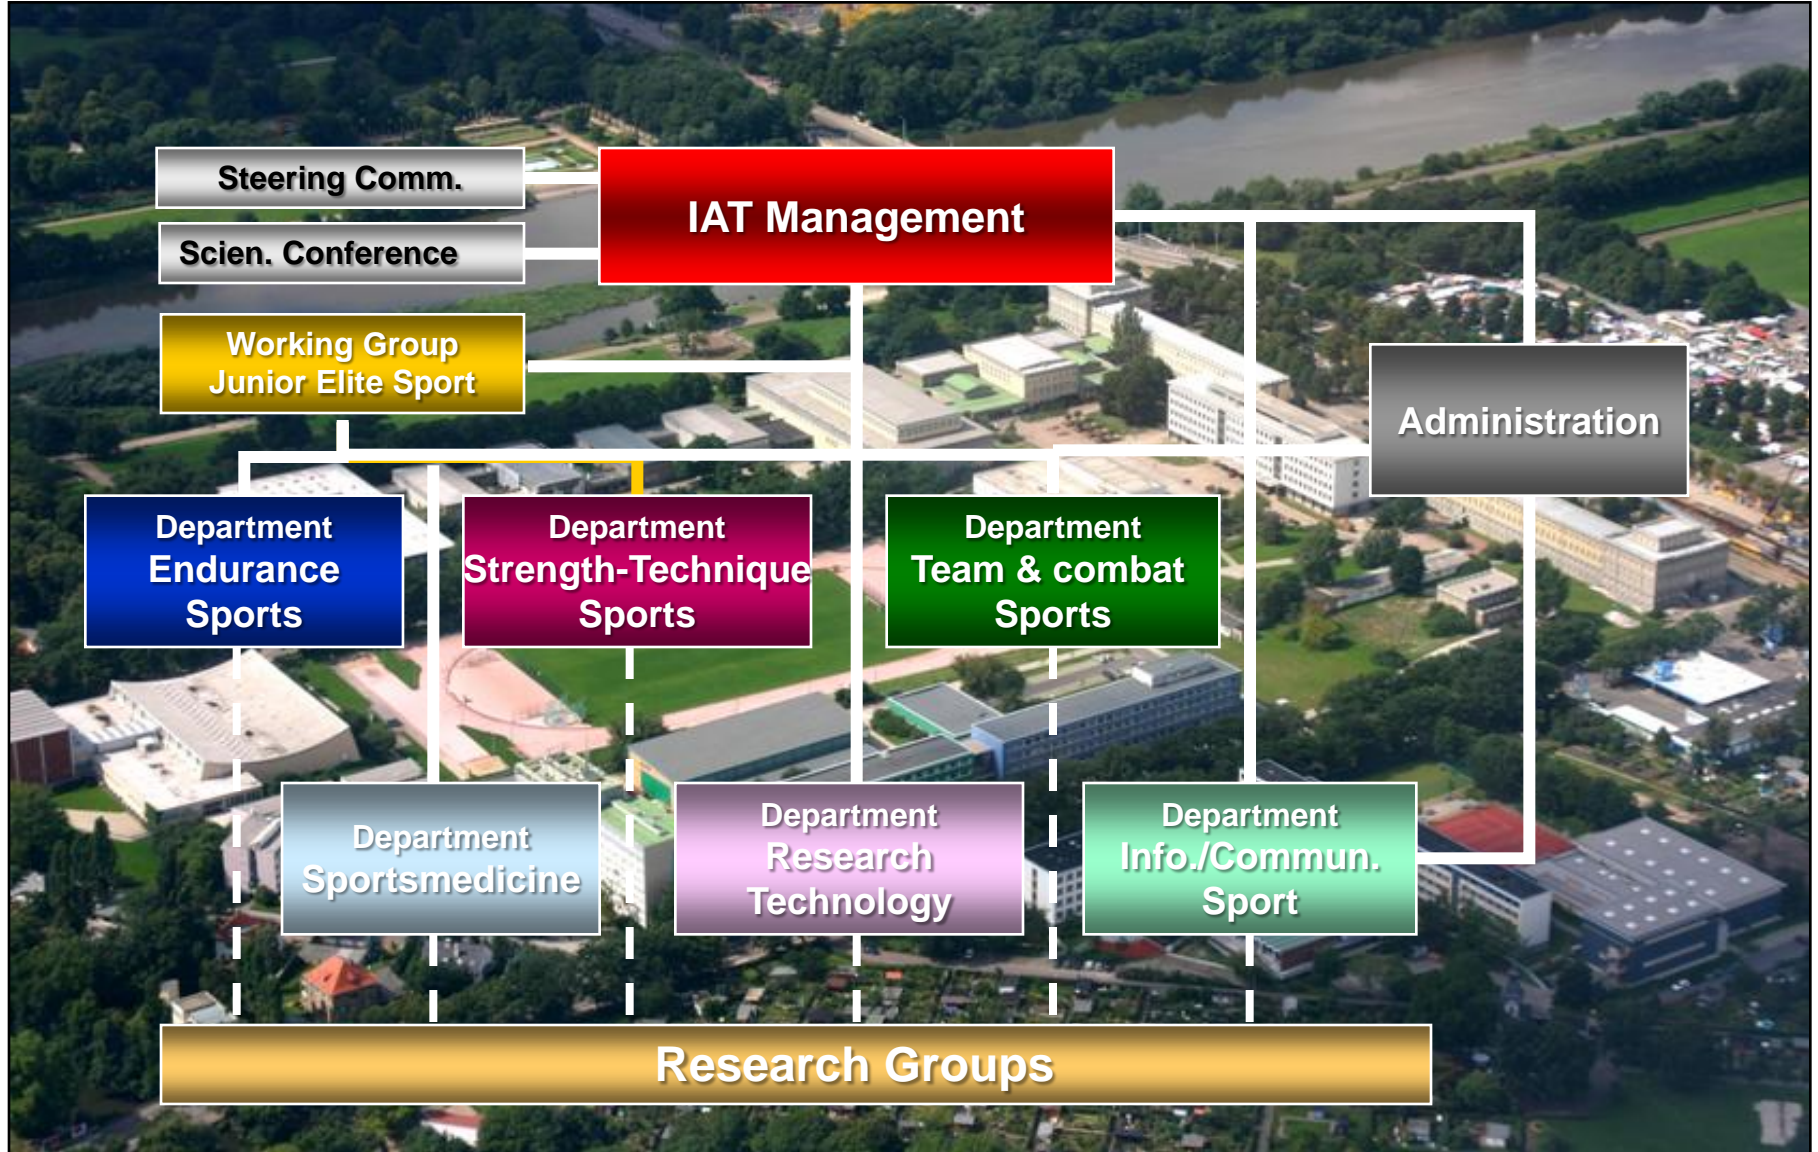 Steering Comm.
IAT Management
Scien. Conference
Working Group
Junior Elite Sport
Administration
Department
Endurance
Sports
Department
Strength-Technique
Sports
Department
Team & combat
Sports
Department
Sportsmedicine
Department
Research
Technology
Department
Info./Commun.
Sport
Research Groups